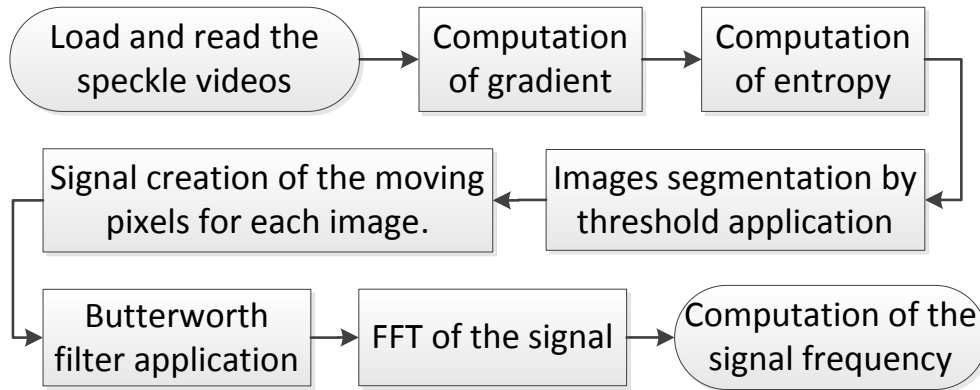 Load and read the
speckle videos
Computation
of gradient
Computation
of entropy
Images segmentation by
threshold application
Signal creation of the moving
pixels for each image.
Butterworth
filter application
FFT of the signal
Computation of the
signal frequency